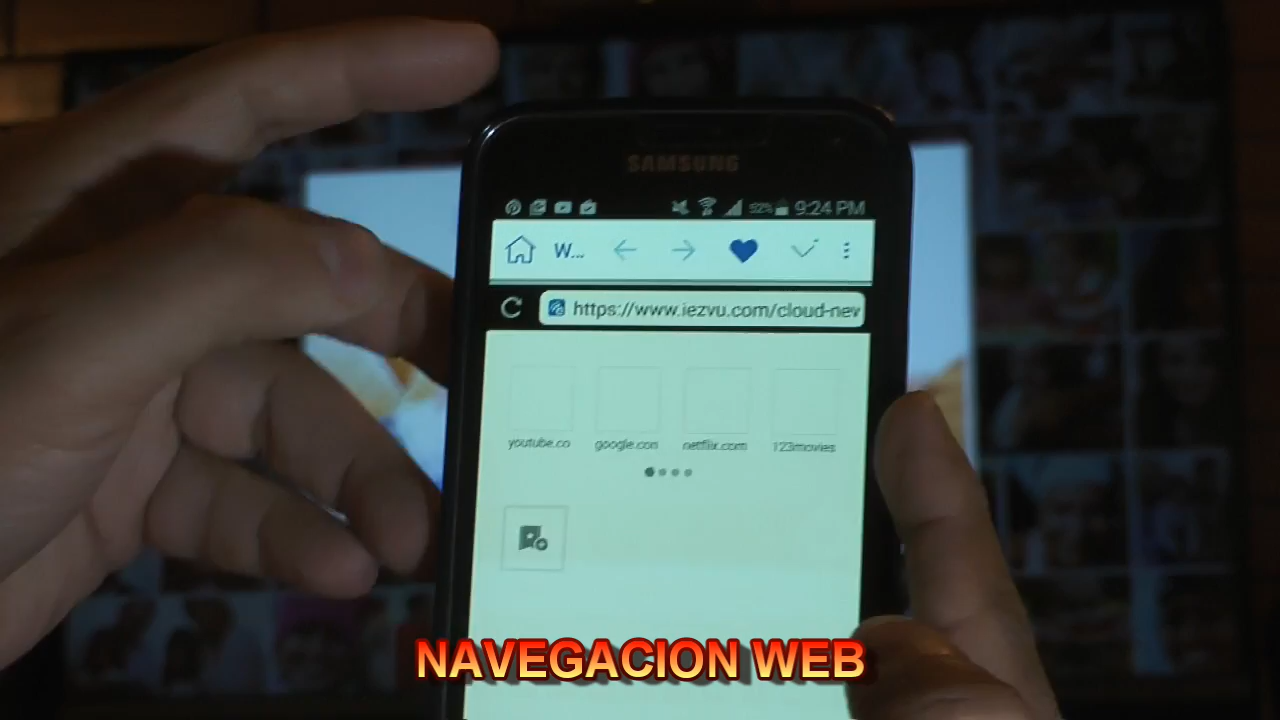 SAMSUNG
52% 9:24 PM
W...
https://www.iezvu.com/cloud-nev
youtube.co google.con netflix.com 123movies
NAVEGACION WEB